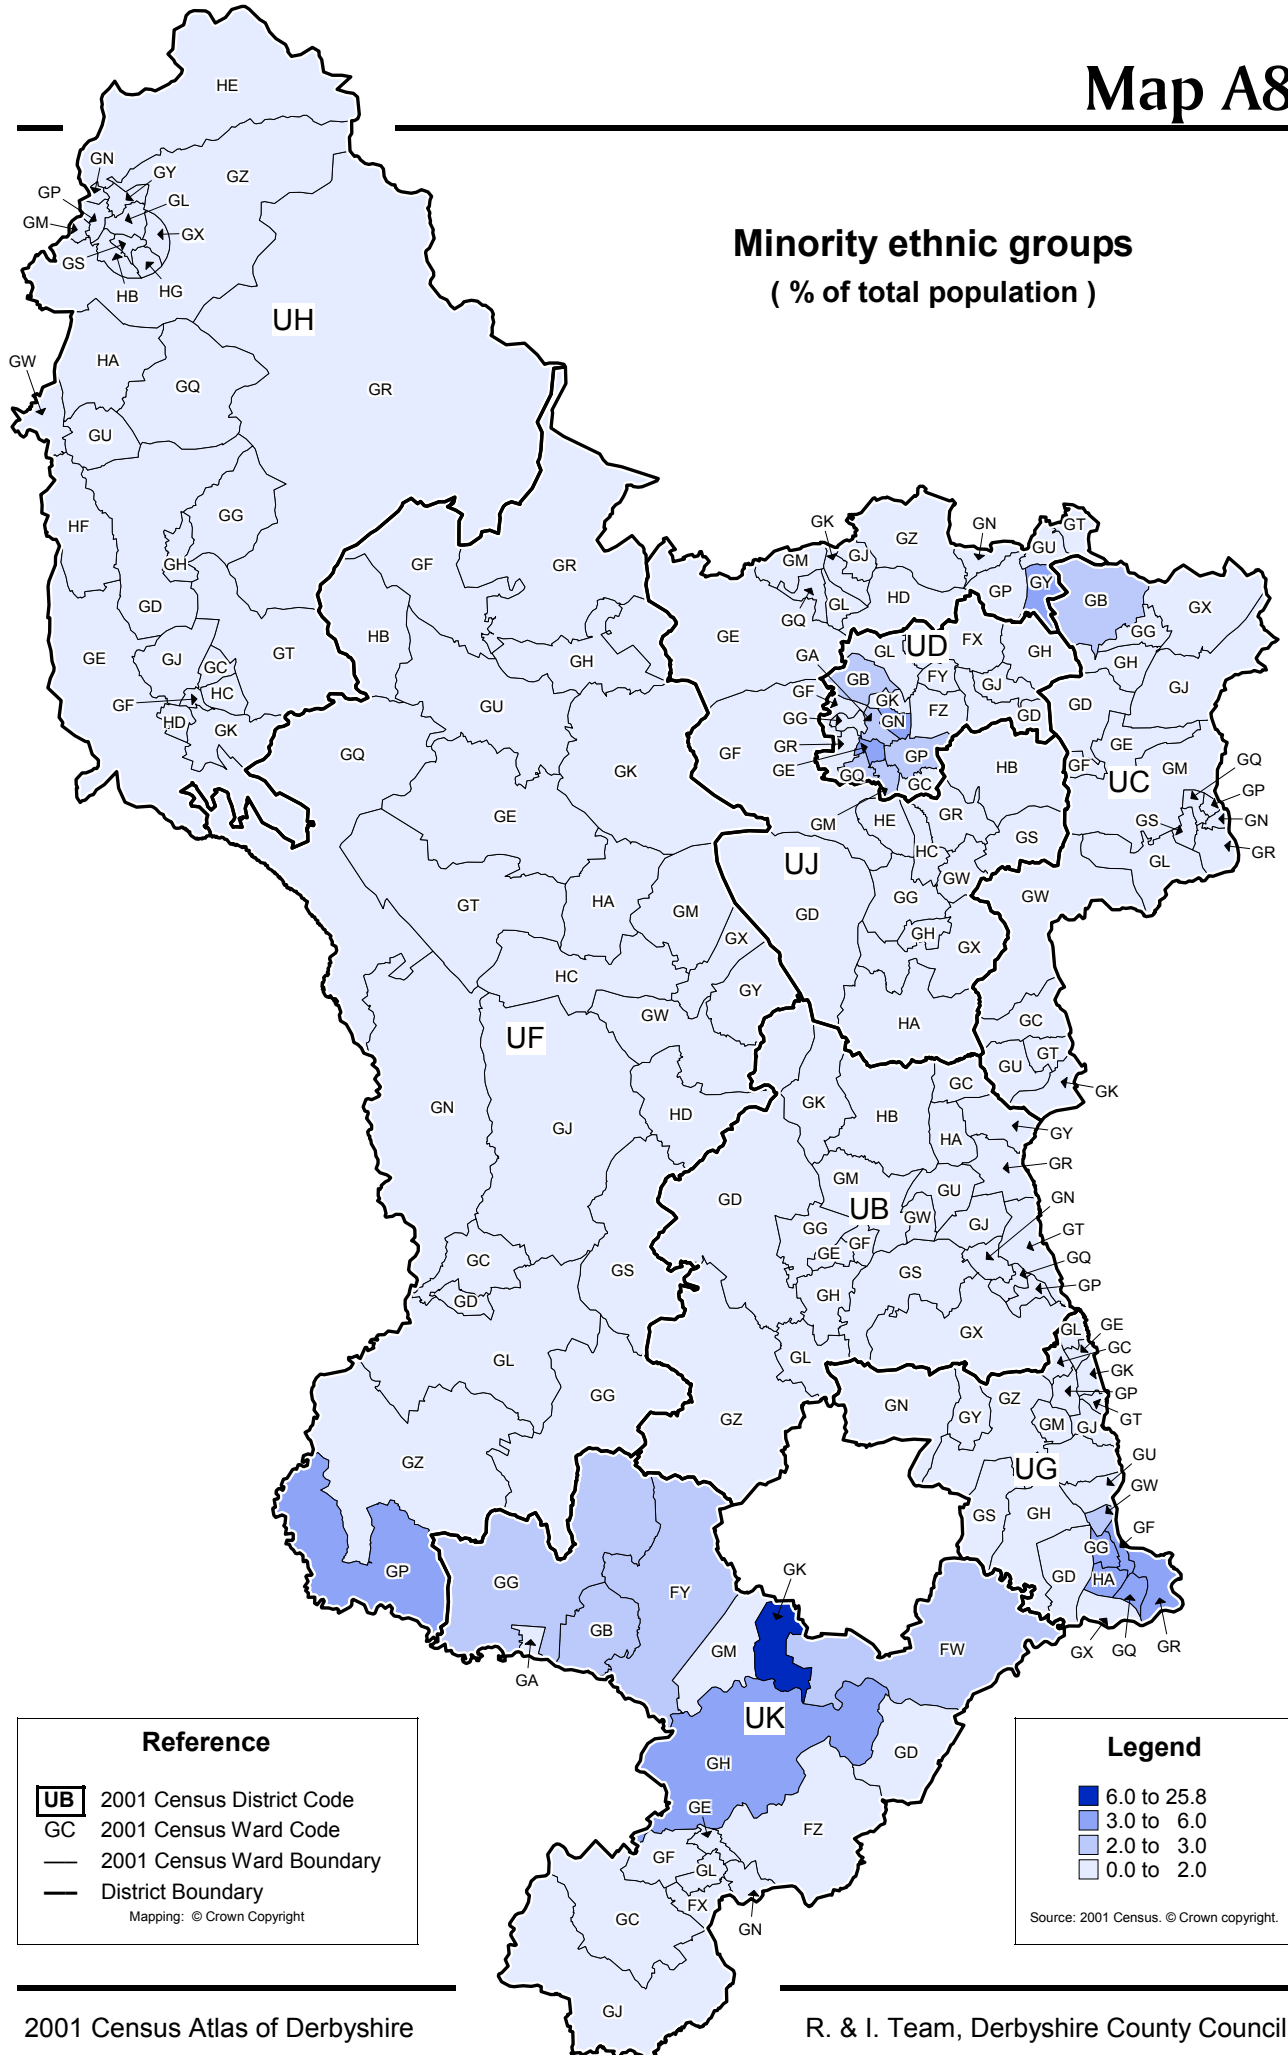 Map A8
Minority ethnic groups
( % of total population )
HE
GN
GY
GZ
GP
GL
GM
GX
GS
HB
HG
UH
GW
HA
GQ
GR
GU
HF
GG
GH
GD
GE
GJ
GC
GT
GF
HC
HD
GK
GF
GR
HB
GH
GU
GQ
GK
GE
GT
HA
GM
GX
HC
GY
GW
UF
GN
GJ
HD
GC
GS
GD
GL
GG
GZ
GP
GK
GZ
GN
GM
GJ
GL
HD
GP
GU
GT
GY
GQ
GE
GF
GM
HE
GR
HB
HC
GS
UJ
GD
GG
GW
GH
GX
HA
UD
GL
FX
GH
GA
GB
FY
GJ
GF
GK
GG
GN
FZ
GD
GR
GE
GP
GQ
GC
GB
GX
GG
GH
GJ
GD
GE
GF
GM
UC
GQ
GP
GS
GN
GR
GL
GW
GC
GU
GT
GK
GK
HB
GC
GY
HA
GR
GD
GM
GU
GN
UB
GW
GJ
GG
GT
GE
GF
GQ
GS
GP
GH
GX
GL
GZ
GL
GE
GC
GK
GP
GN
GZ
GT
GY
GM
GJ
GU
UG
GW
GS
GH
GF
GG
GD
HA
GX
GQ
GR
GG
FY
GB
GA
GM
GK
FW
UK
GH
GD
GE
FZ
GF
GL
FX
GN
GC
GJ
Reference
UB 2001 Census District Code
GC 2001 Census Ward Code
2001 Census Ward Boundary
District Boundary
Mapping: © Crown Copyright
Legend
6.0 to 25.8
3.0 to 6.0
2.0 to 3.0
0.0 to 2.0
Source: 2001 Census. © Crown copyright.
2001 Census Atlas of Derbyshire
R. & I. Team, Derbyshire County Council